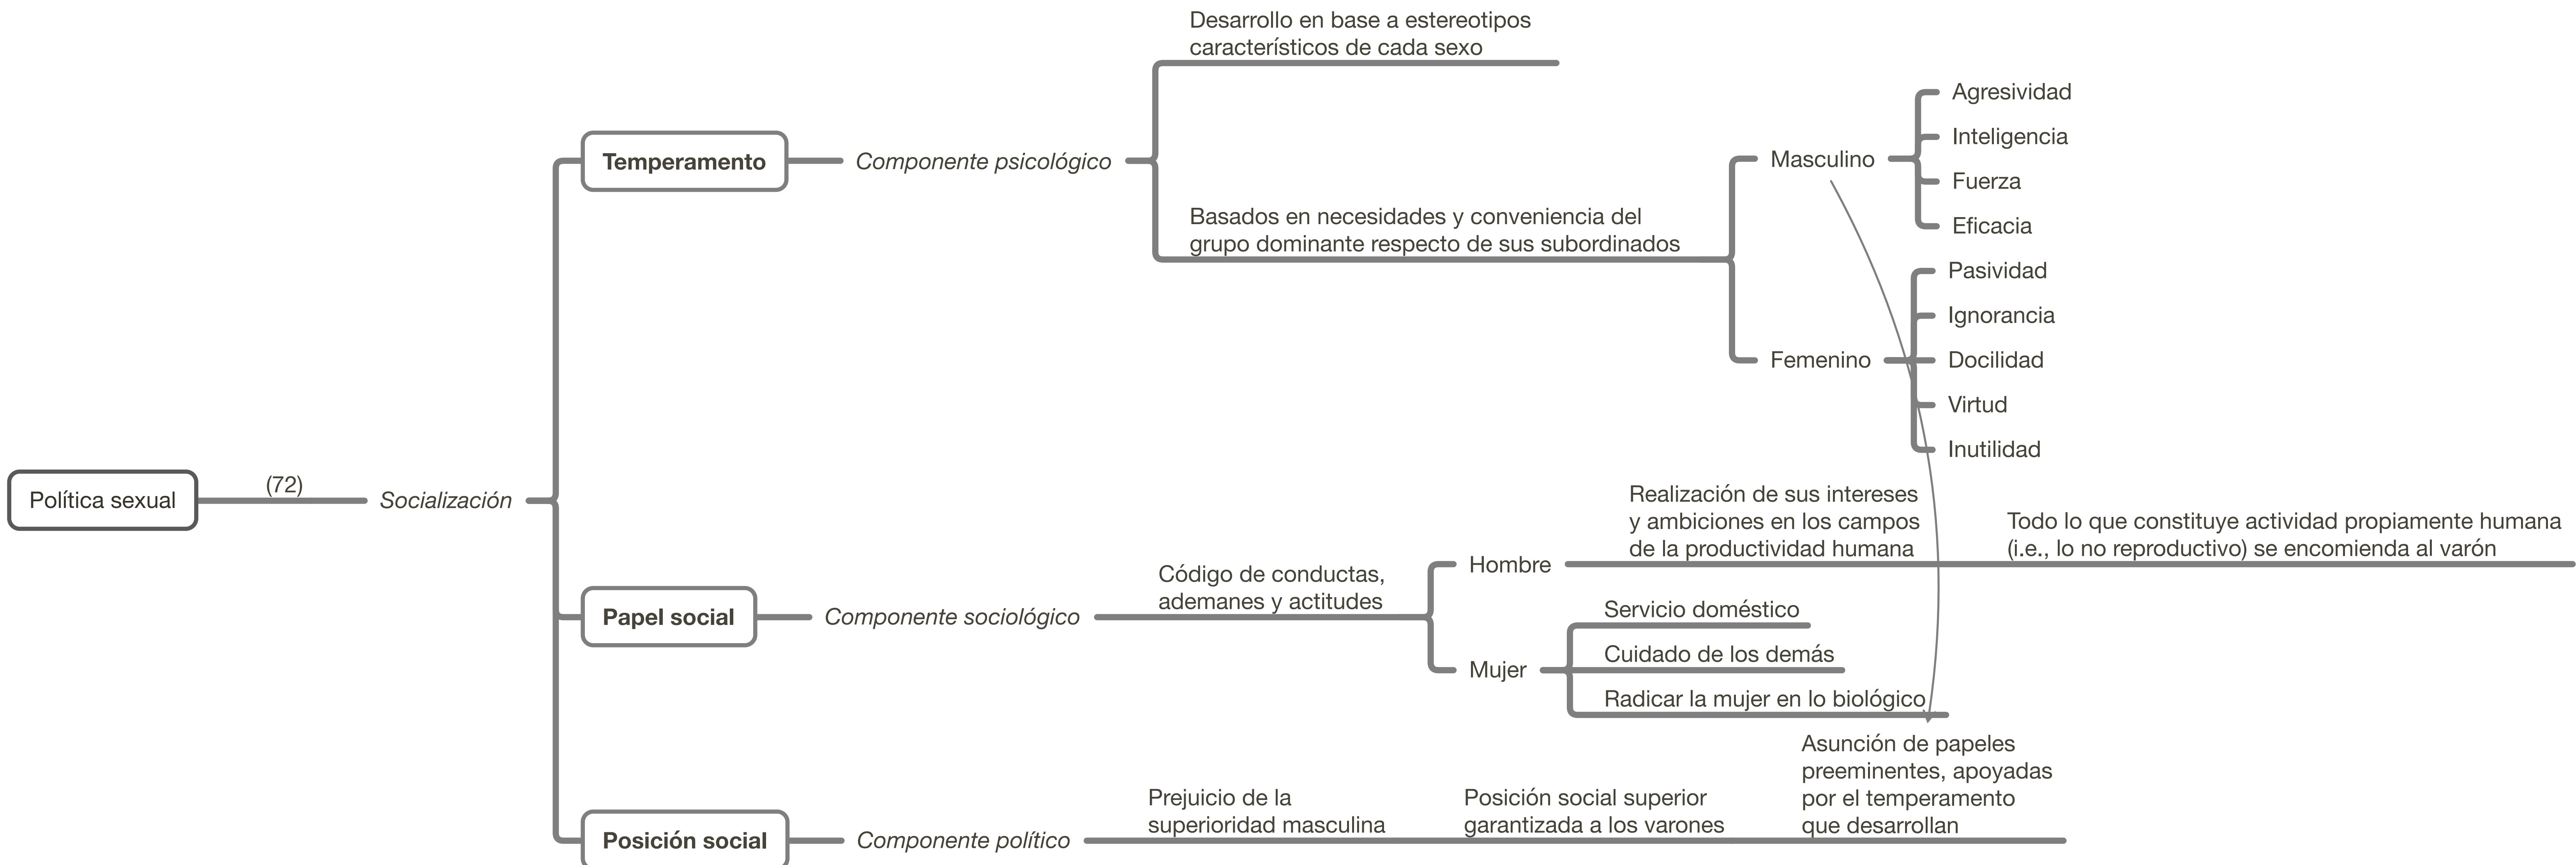 Política sexual
(72)
Socialización
Temperamento
Componente psicológico
Desarrollo en base a estereotipos
característicos de cada sexo
Basados en necesidades y conveniencia del
grupo dominante respecto de sus subordinados
Masculino
Agresividad
Inteligencia
Fuerza
Eficacia
Femenino
Pasividad
Ignorancia
Docilidad
Virtud
Inutilidad
Papel social
Componente sociológico
Código de conductas,
ademanes y actitudes
Hombre
Realización de sus intereses
y ambiciones en los campos
de la productividad humana
Todo lo que constituye actividad propiamente humana
(i.e., lo no reproductivo) se encomienda al varón
Mujer
Servicio doméstico
Cuidado de los demás
Radicar la mujer en lo biológico
Posición social
Componente político
Prejuicio de la
superioridad masculina
Posición social superior
garantizada a los varones
Asunción de papeles
preeminentes, apoyadas
por el temperamento
que desarrollan